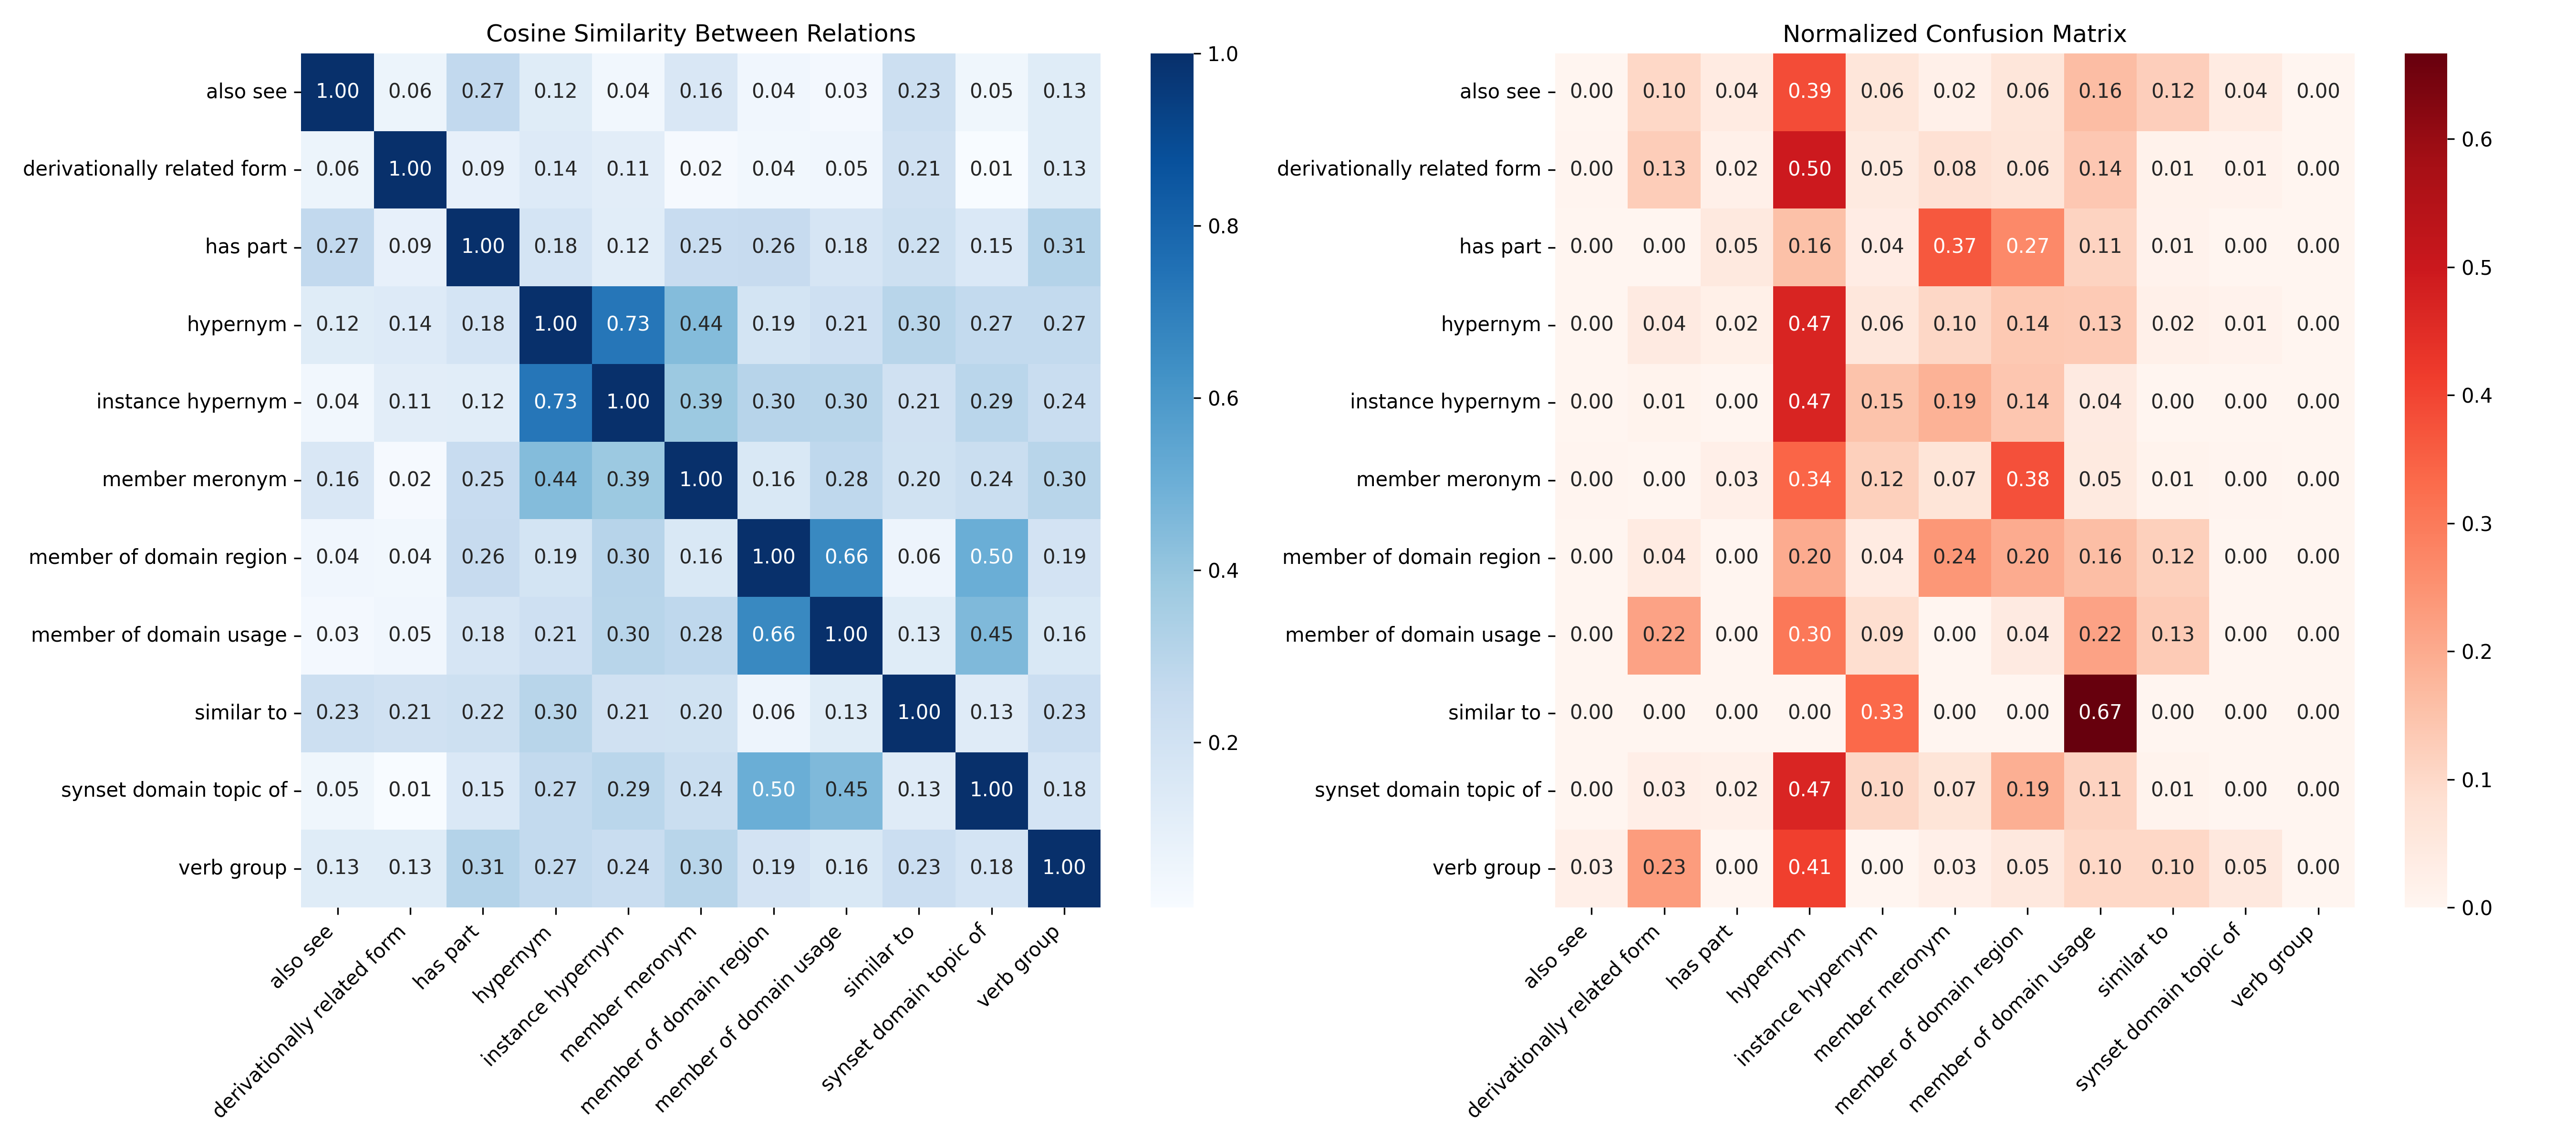 Cosine Similarity Between Relations
also see 1.00 0.06 0.27 0.12 0.04 0.16 0.04 0.03 0.23 0.05 0.13
derivationally related form 0.06 1.00 0.09 0.14 0.11 0.02 0.04 0.05 0.21 0.01 0.13
has part 0.27 0.09 1.00 0.18 0.12 0.25 0.26 0.18 0.22 0.15 0.31
hypernym 0.12 0.14 0.18 1.00 0.73 0.44 0.19 0.21 0.30 0.27 0.27
instance hypernym 0.04 0.11 0.12 0.73 1.00 0.39 0.30 0.30 0.21 0.29 0.24
member meronym 0.16 0.02 0.25 0.44 0.39 1.00 0.16 0.28 0.20 0.24 0.30
member of domain region 0.04 0.04 0.26 0.19 0.30 0.16 1.00 0.66 0.06 0.50 0.19
member of domain usage 0.03 0.05 0.18 0.21 0.30 0.28 0.66 1.00 0.13 0.45 0.16
similar to 0.23 0.21 0.22 0.30 0.21 0.20 0.06 0.13 1.00 0.13 0.23
synset domain topic of 0.05 0.01 0.15 0.27 0.29 0.24 0.50 0.45 0.13 1.00 0.18
verb group 0.13 0.13 0.31 0.27 0.24 0.30 0.19 0.16 0.23 0.18 1.00
also see
derivationally related form
has part
hypernym
instance hypernym
member meronym
member of domain region
member of domain usage
similar to
synset domain topic of
verb group
1.0
0.8
0.6
0.4
0.2
Normalized Confusion Matrix
also see 0.00 0.10 0.04 0.39 0.06 0.02 0.06 0.16 0.12 0.04 0.00
derivationally related form 0.00 0.13 0.02 0.50 0.05 0.08 0.06 0.14 0.01 0.01 0.00
has part 0.00 0.00 0.05 0.16 0.04 0.37 0.27 0.11 0.01 0.00 0.00
hypernym 0.00 0.04 0.02 0.47 0.06 0.10 0.14 0.13 0.02 0.01 0.00
instance hypernym 0.00 0.01 0.00 0.47 0.15 0.19 0.14 0.04 0.00 0.00 0.00
member meronym 0.00 0.00 0.03 0.34 0.12 0.07 0.38 0.05 0.01 0.00 0.00
member of domain region 0.00 0.04 0.00 0.20 0.04 0.24 0.20 0.16 0.12 0.00 0.00
member of domain usage 0.00 0.22 0.00 0.30 0.09 0.00 0.04 0.22 0.13 0.00 0.00
similar to 0.00 0.00 0.00 0.00 0.33 0.00 0.00 0.67 0.00 0.00 0.00
synset domain topic of 0.00 0.03 0.02 0.47 0.10 0.07 0.19 0.11 0.01 0.00 0.00
verb group 0.03 0.23 0.00 0.41 0.00 0.03 0.05 0.10 0.10 0.05 0.00
also see
derivationally related form
has part
hypernym
instance hypernym
member meronym
member of domain region
member of domain usage
similar to
synset domain topic of
verb group
0.6
0.5
0.4
0.3
0.2
0.1
0.0